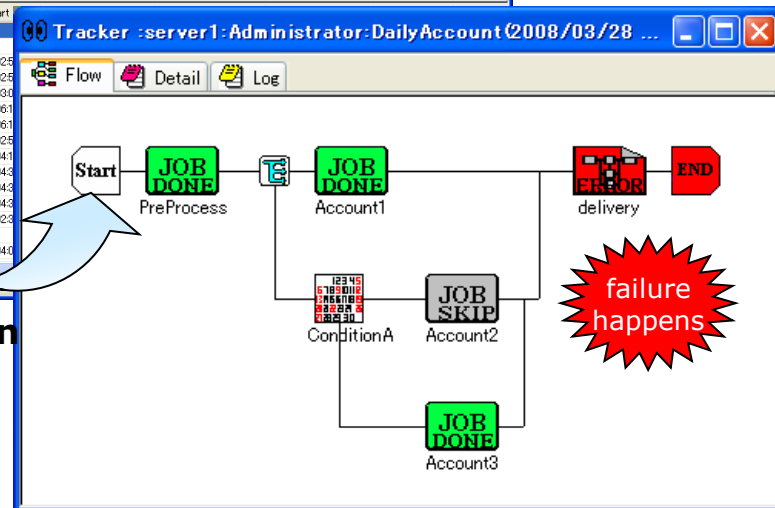 Tracker :server1:Administrator:DailyAccount(2008/03/28 ...
Flow Detail Log
Start
JOB DONE
PreProcess
JOB DONE
Account1
ERROR
delivery
END
ConditionA
JOB SKIP
Account2
failure
happens
JOB DONE
Account3